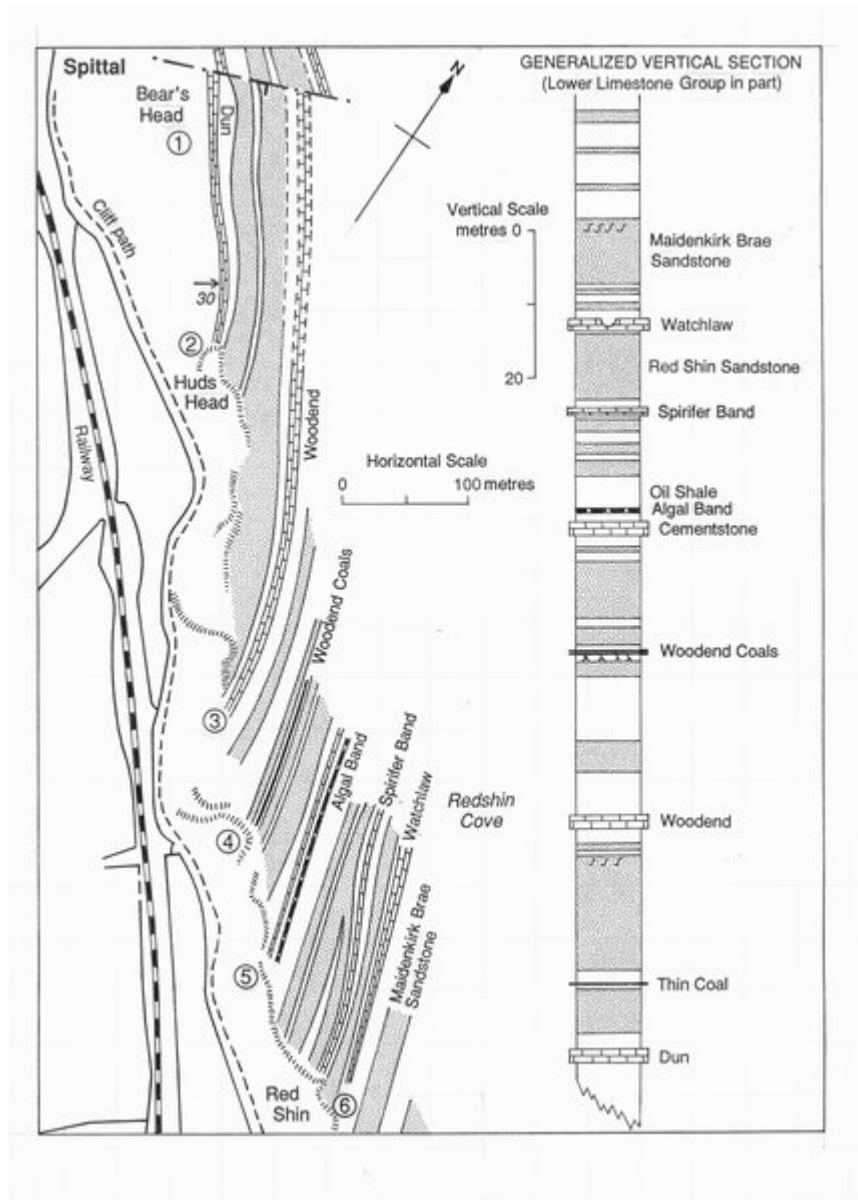 Spittal
Bear's
Head
Dun
1
N
Cliff path
30
2
Huds
Head
Railway
Woodend
Horizontal Scale
0 100 metres
Woodend Coals
3
Algal Band
Spirifer Band
Watchlaw
Redshin
Cove
4
Maidenkirk Brae
Sandstone
5
Red
Shin
6
GENERALIZED VERTICAL SECTION
(Lower Limestone Group in part)
Vertical Scale
metres 0
20
Maidenkirk Brae
Sandstone
Watchlaw
Red Shin Sandstone
Spirifer Band
Oil Shale
Algal Band
Cementstone
Woodend Coals
Woodend
Thin Coal
Dun